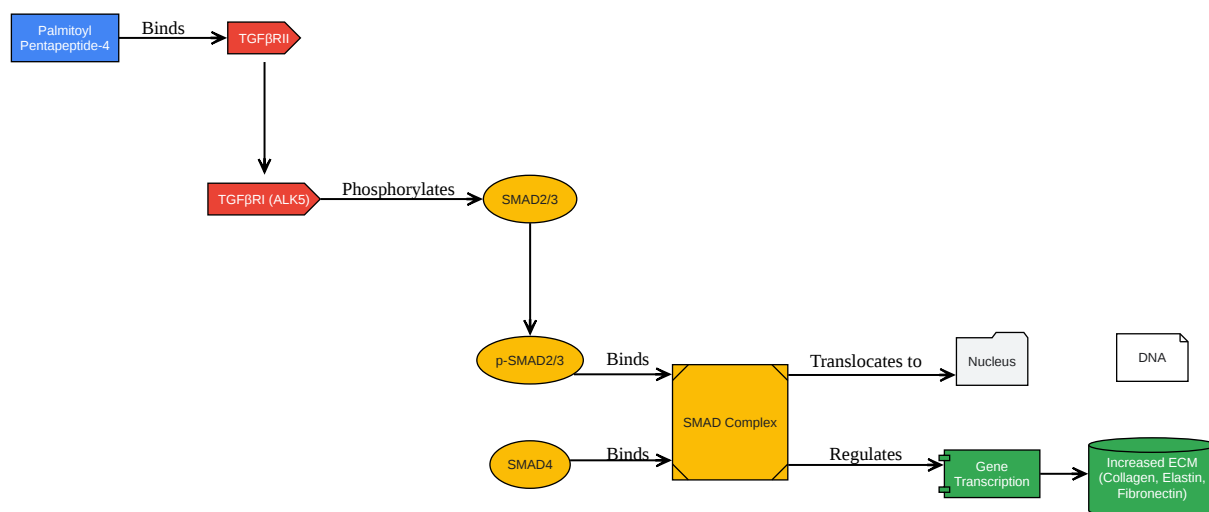 Palmitoyl
Pentapeptide-4
Binds
TGFβRII
TGFβRI (ALK5)
Phosphorylates
SMAD2/3
p-SMAD2/3
Binds
SMAD4
Binds
SMAD Complex
Translocates to
Nucleus
DNA
Regulates
Gene
Transcription
Increased ECM
(Collagen, Elastin,
Fibronectin)